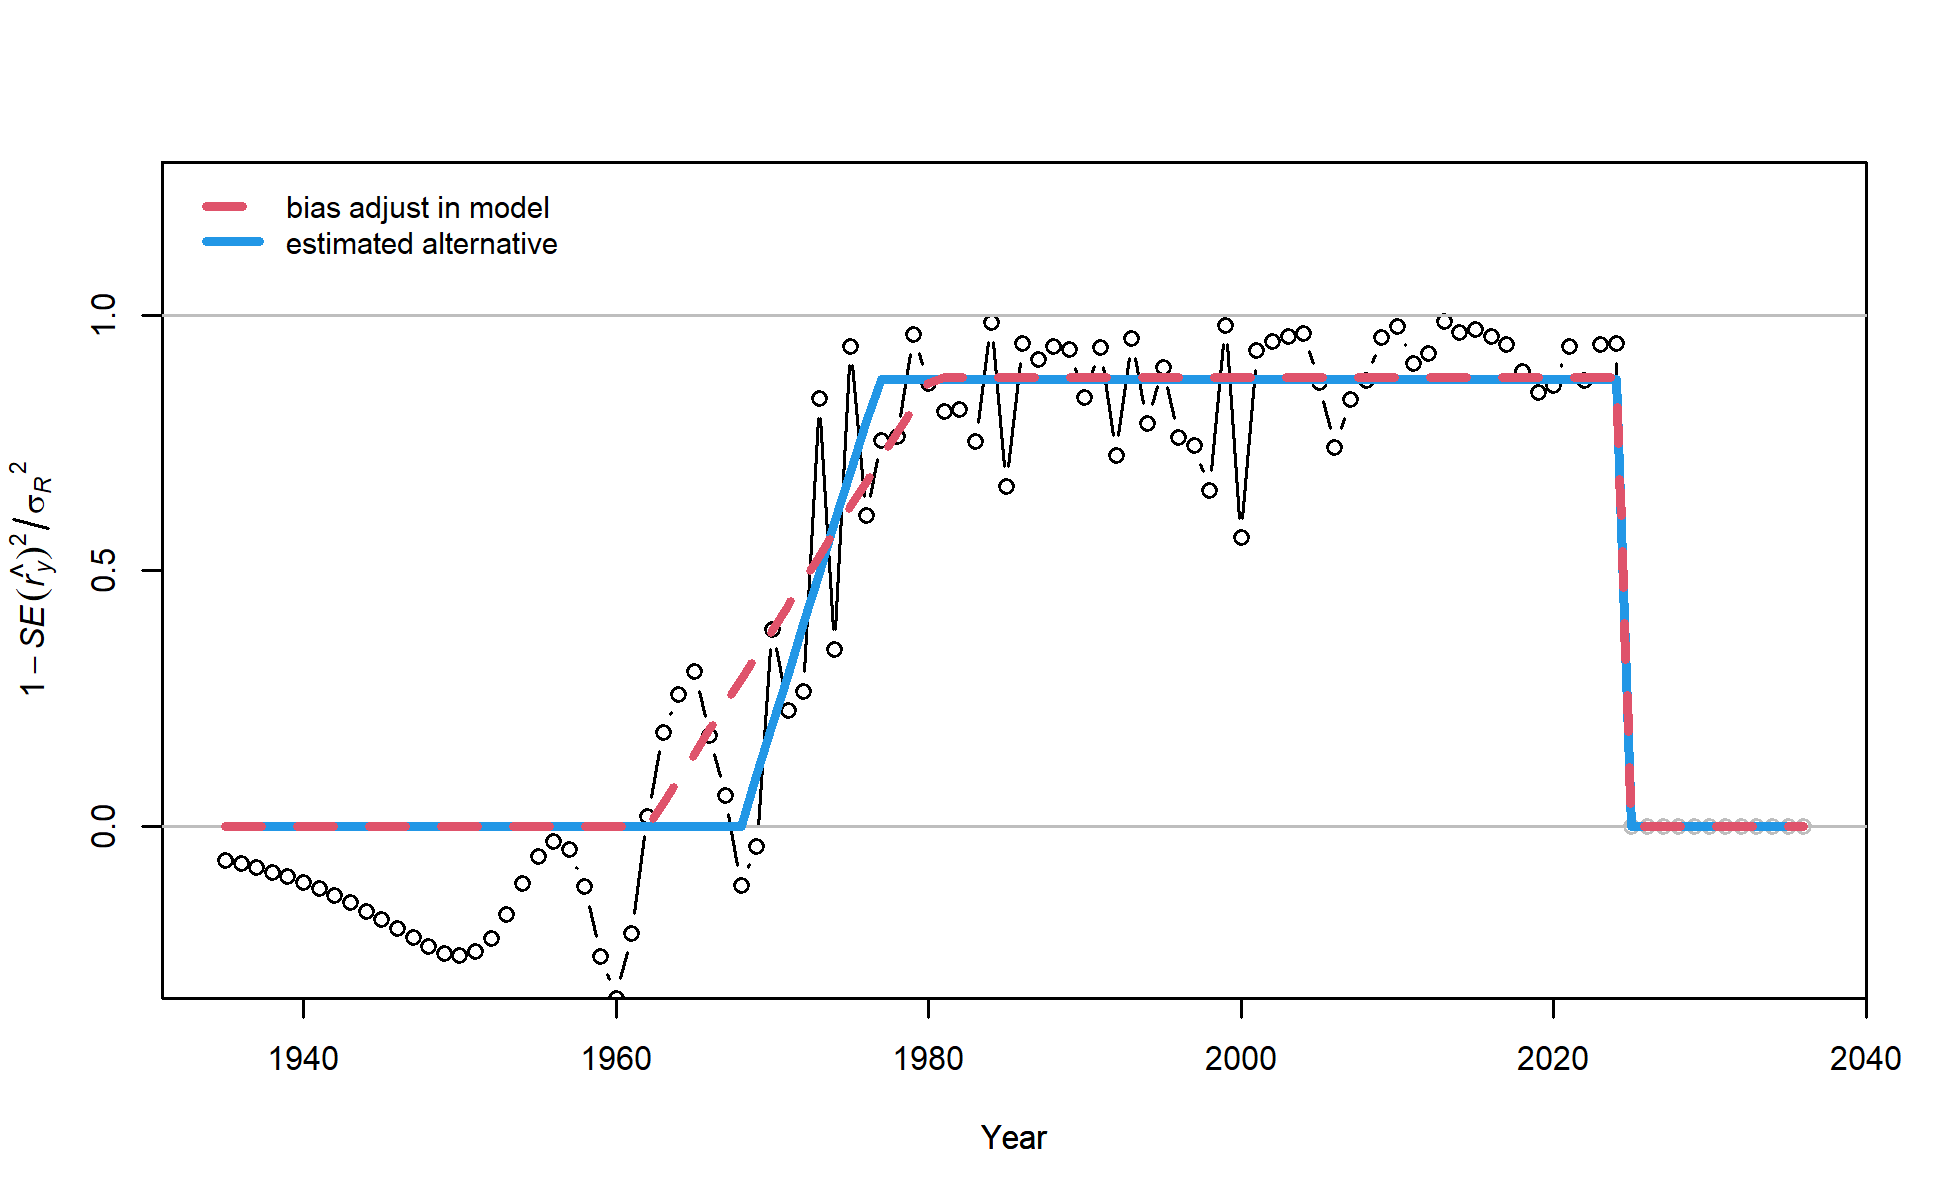 bias adjust in model
estimated alternative
1.0
0.5
0.0
1 − SE(r̂y)² / σR²
1940 1960 1980 2000 2020 2040
Year